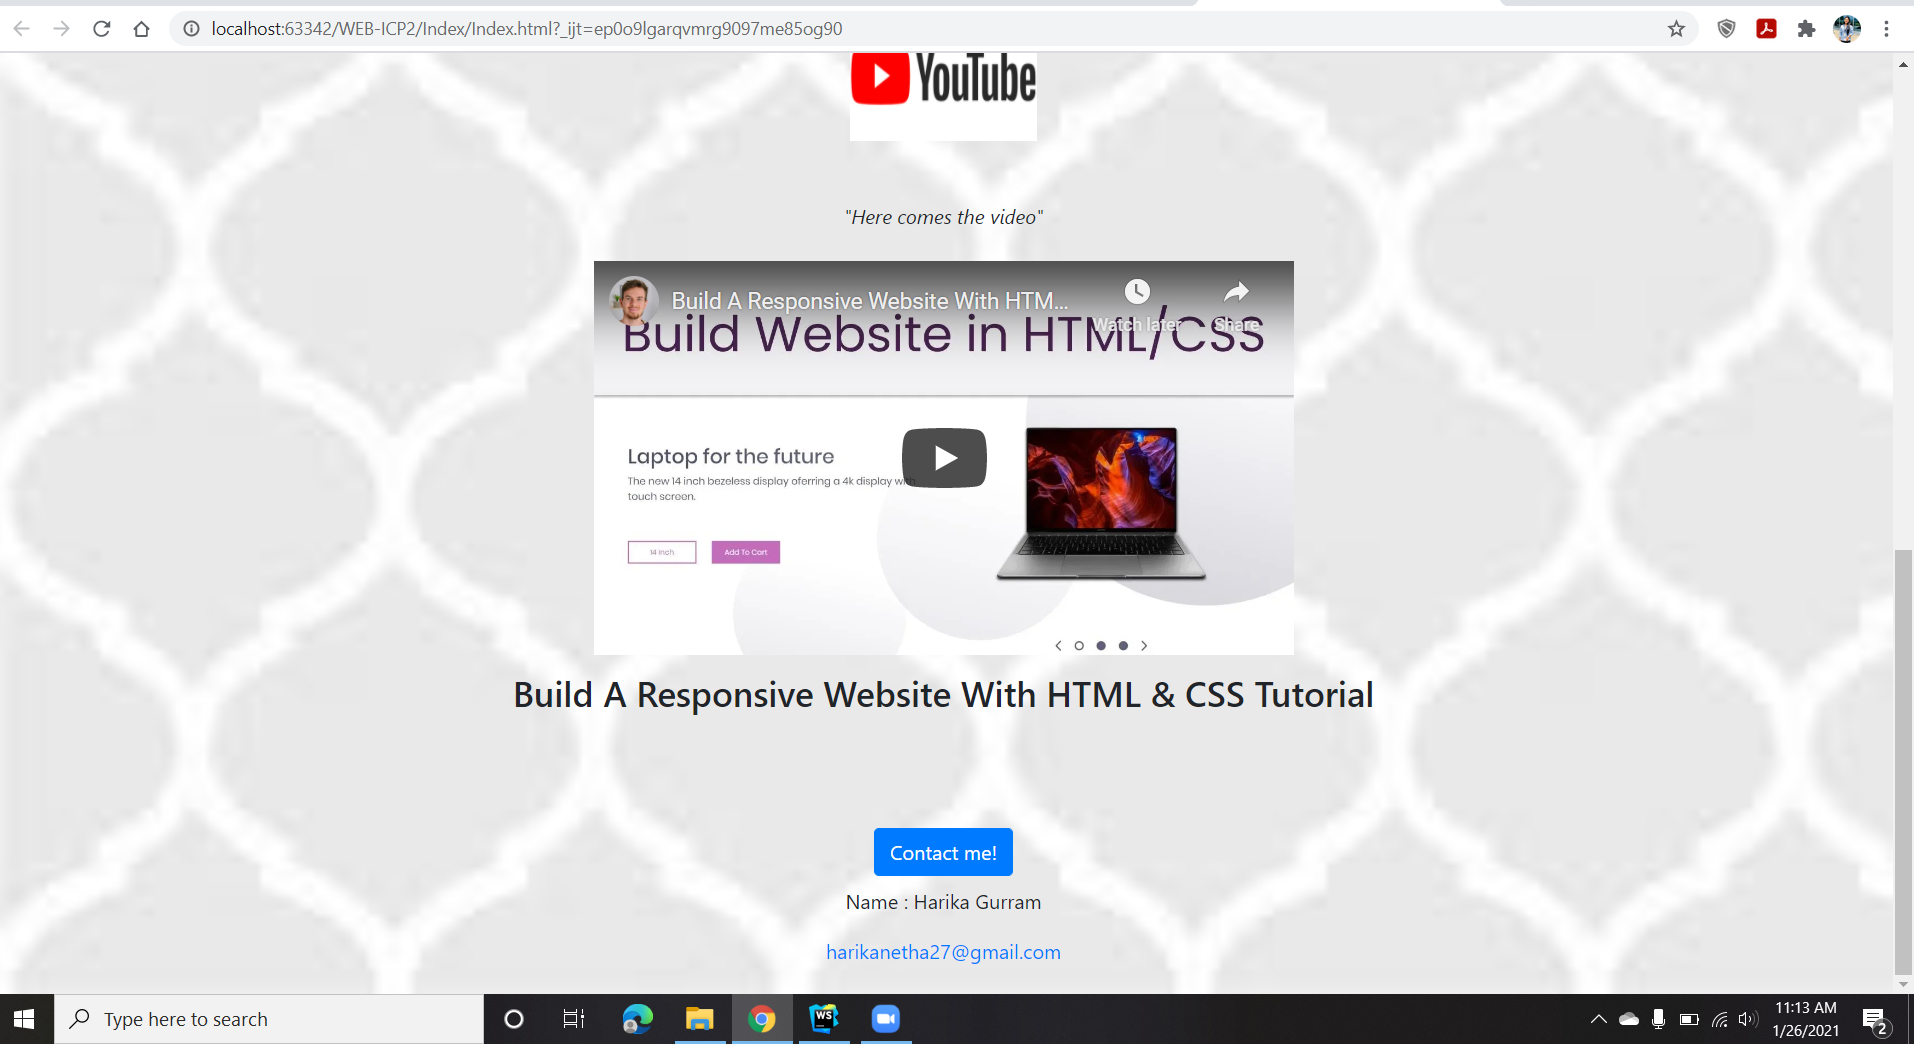 localhost:63342/WEB-ICP2/Index/Index.html?_ijt=ep0o9lgarqvmrg9097me85og90
YouTube
"Here comes the video"
Build A Responsive Website With HTM...
Watch later
Share
Build Website in HTML/CSS
Laptop for the future
The new 14 inch bezeless display oferring a 4k display with
touch screen.
14 inch
Add To Cart
Build A Responsive Website With HTML & CSS Tutorial
Contact me!
Name : Harika Gurram
harikanetha27@gmail.com
Type here to search
WS
11:13 AM
1/26/2021
2